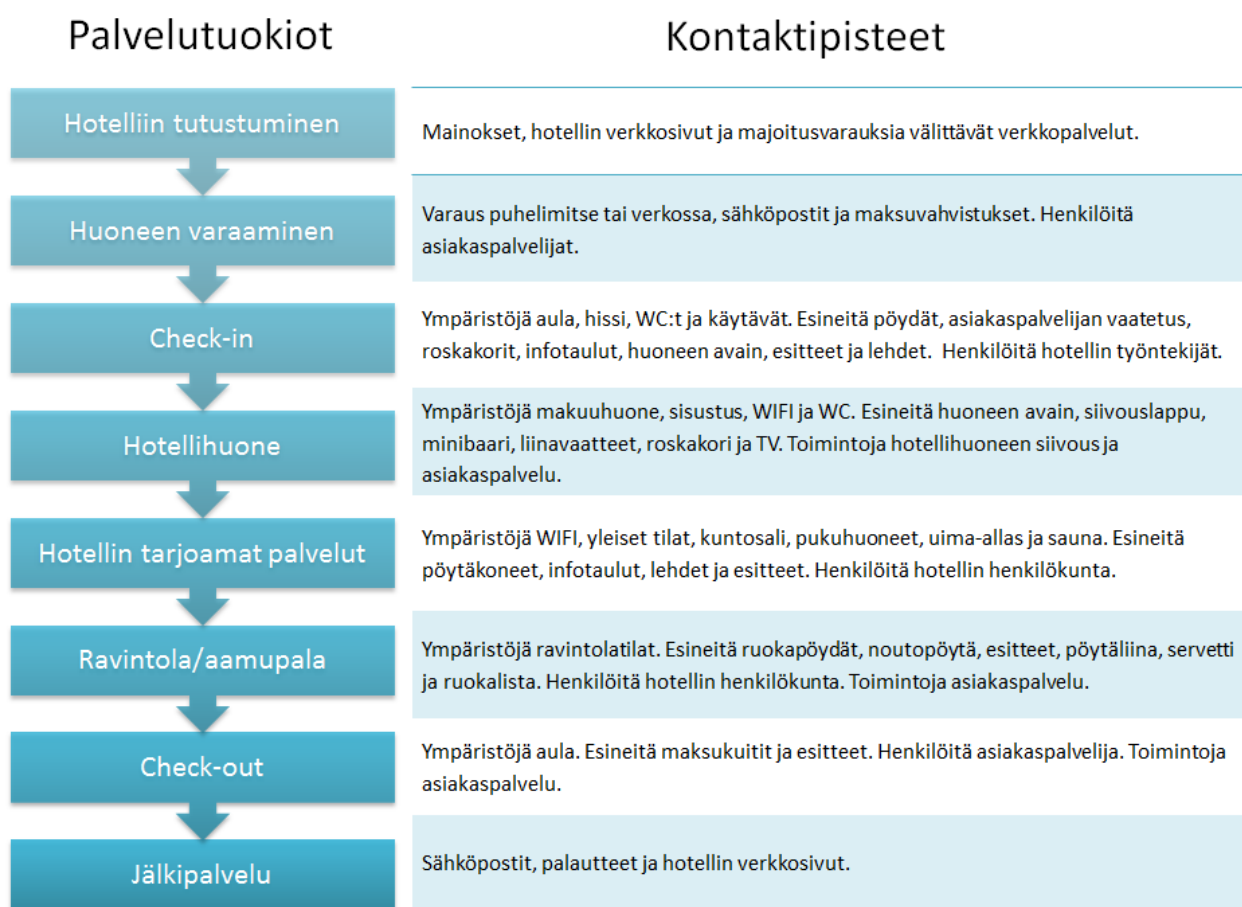 Palvelutuokiot
Kontaktipisteet
Hotelliin tutustuminen
Mainokset, hotellin verkkosivut ja majoitusvarauksia välittävät verkkopalvelut.
Huoneen varaaminen
Varaus puhelimitse tai verkossa, sähköpostit ja maksuvahvistukset. Henkilöitä
asiakaspalvelijat.
Check-in
Ympäristöjä aula, hissi, WC:t ja käytävät. Esineitä pöydät, asiakaspalvelijan vaatetus,
roskakorit, infotaulut, huoneen avain, esitteet ja lehdet.  Henkilöitä hotellin työntekijät.
Hotellihuone
Ympäristöjä makuuhuone, sisustus, WIFI ja WC. Esineitä huoneen avain, siivouslappu,
minibaari, liinavaatteet, roskakori ja TV. Toimintoja hotellihuoneen siivous ja
asiakaspalvelu.
Hotellin tarjoamat palvelut
Ympäristöjä WIFI, yleiset tilat, kuntosali, pukuhuoneet, uima-allas ja sauna. Esineitä
pöytäkoneet, infotaulut, lehdet ja esitteet. Henkilöitä hotellin henkilökunta.
Ravintola/aamupala
Ympäristöjä ravintolatilat. Esineitä ruokapöydät, noutopöytä, esitteet, pöytäliina, servetti
ja ruokalista. Henkilöitä hotellin henkilökunta. Toimintoja asiakaspalvelu.
Check-out
Ympäristöjä aula. Esineitä maksukuitit ja esitteet. Henkilöitä asiakaspalvelija. Toimintoja
asiakaspalvelu.
Jälkipalvelu
Sähköpostit, palautteet ja hotellin verkkosivut.